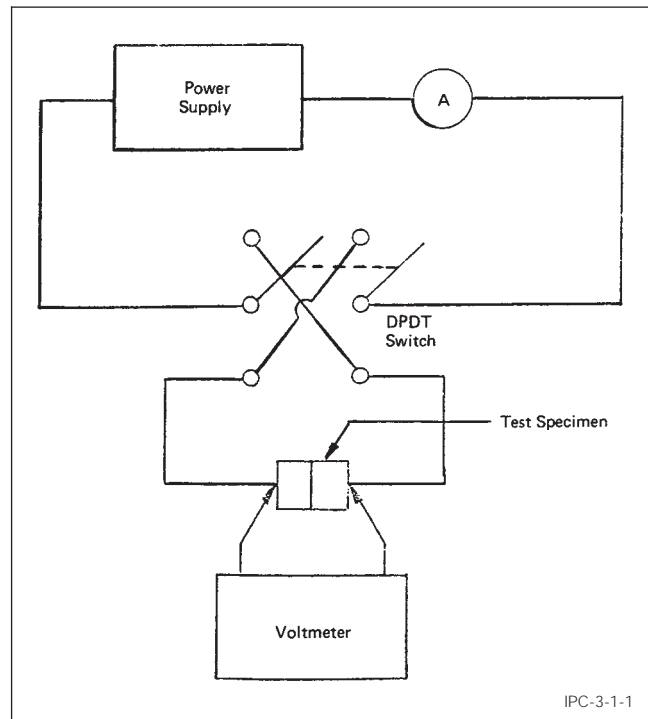 Power
Supply
A
DPDT
Switch
Test Specimen
Voltmeter
IPC-3-1-1